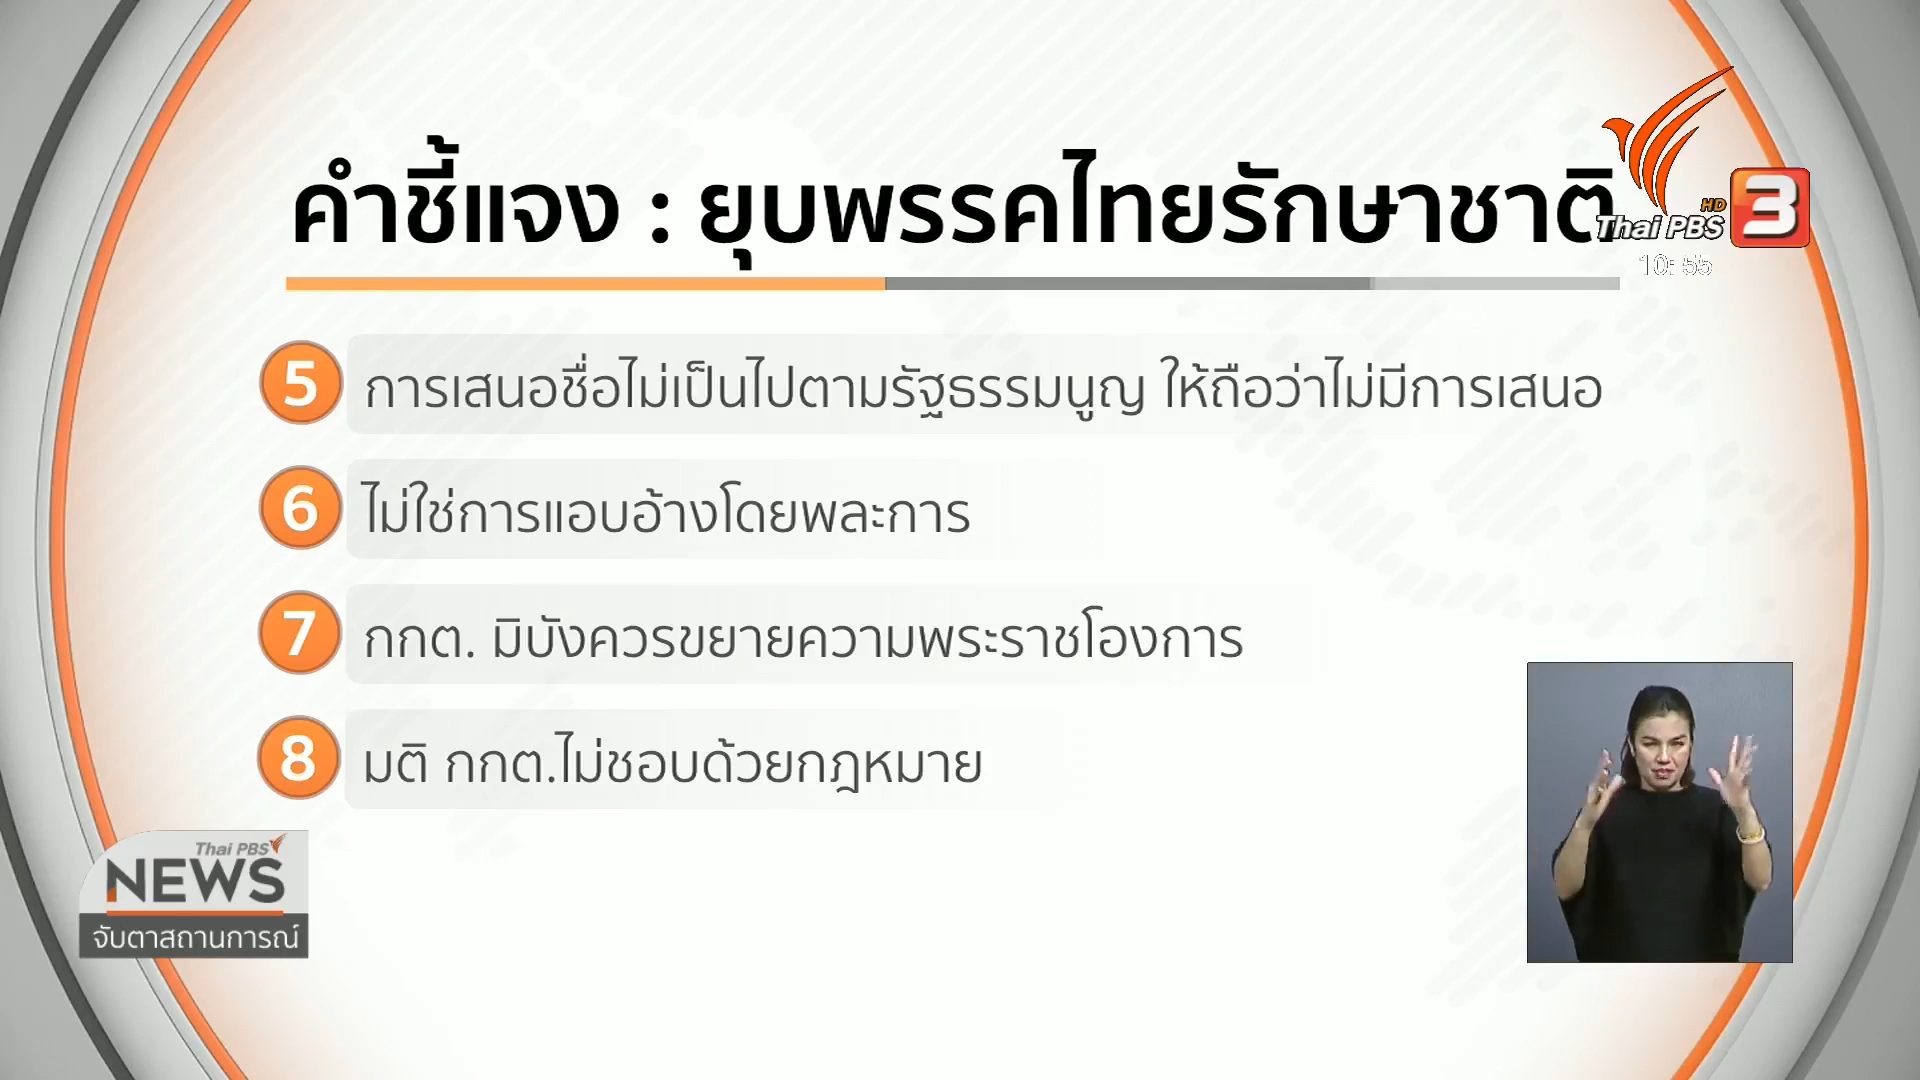 คำชี้แจง : ยุบพรรคไทยรักษาชาติ
HD
Thai PBS 3
10:55
5 การเสนอชื่อไม่เป็นไปตามรัฐธรรมนูญ ให้ถือว่าไม่มีการเสนอ
6 ไม่ใช่การแอบอ้างโดยพละการ
7 กกต. มิบังควรขยายความพระราชโองการ
8 มติ กกต.ไม่ชอบด้วยกฎหมาย
Thai PBS
NEWS
จับตาสถานการณ์